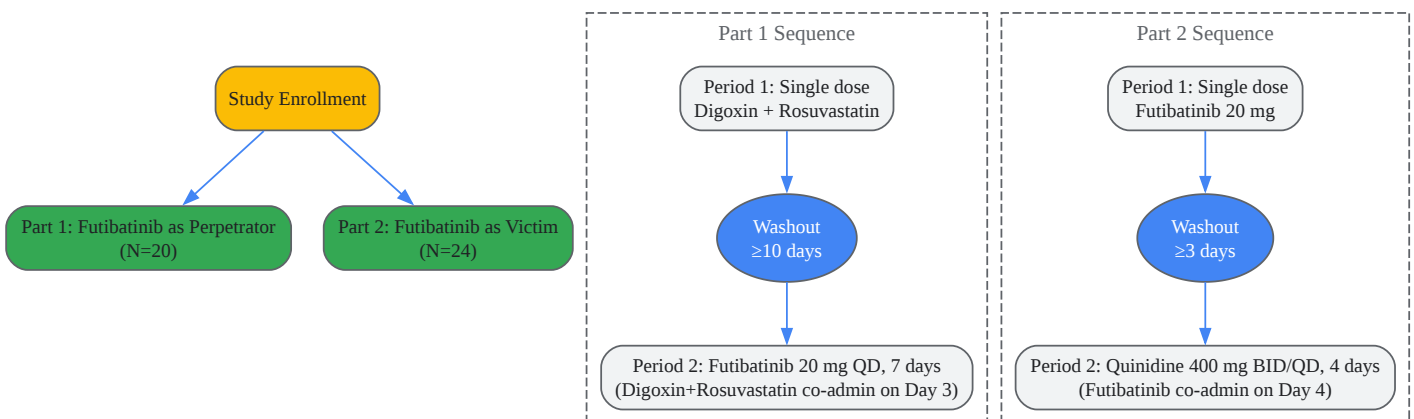 Study Enrollment
Part 1: Futibatinib as Perpetrator
(N=20)
Part 2: Futibatinib as Victim
(N=24)
Part 1 Sequence
Period 1: Single dose
Digoxin + Rosuvastatin
Washout
≥10 days
Period 2: Futibatinib 20 mg QD, 7 days
(Digoxin+Rosuvastatin co-admin on Day 3)
Part 2 Sequence
Period 1: Single dose
Futibatinib 20 mg
Washout
≥3 days
Period 2: Quinidine 400 mg BID/QD, 4 days
(Futibatinib co-admin on Day 4)